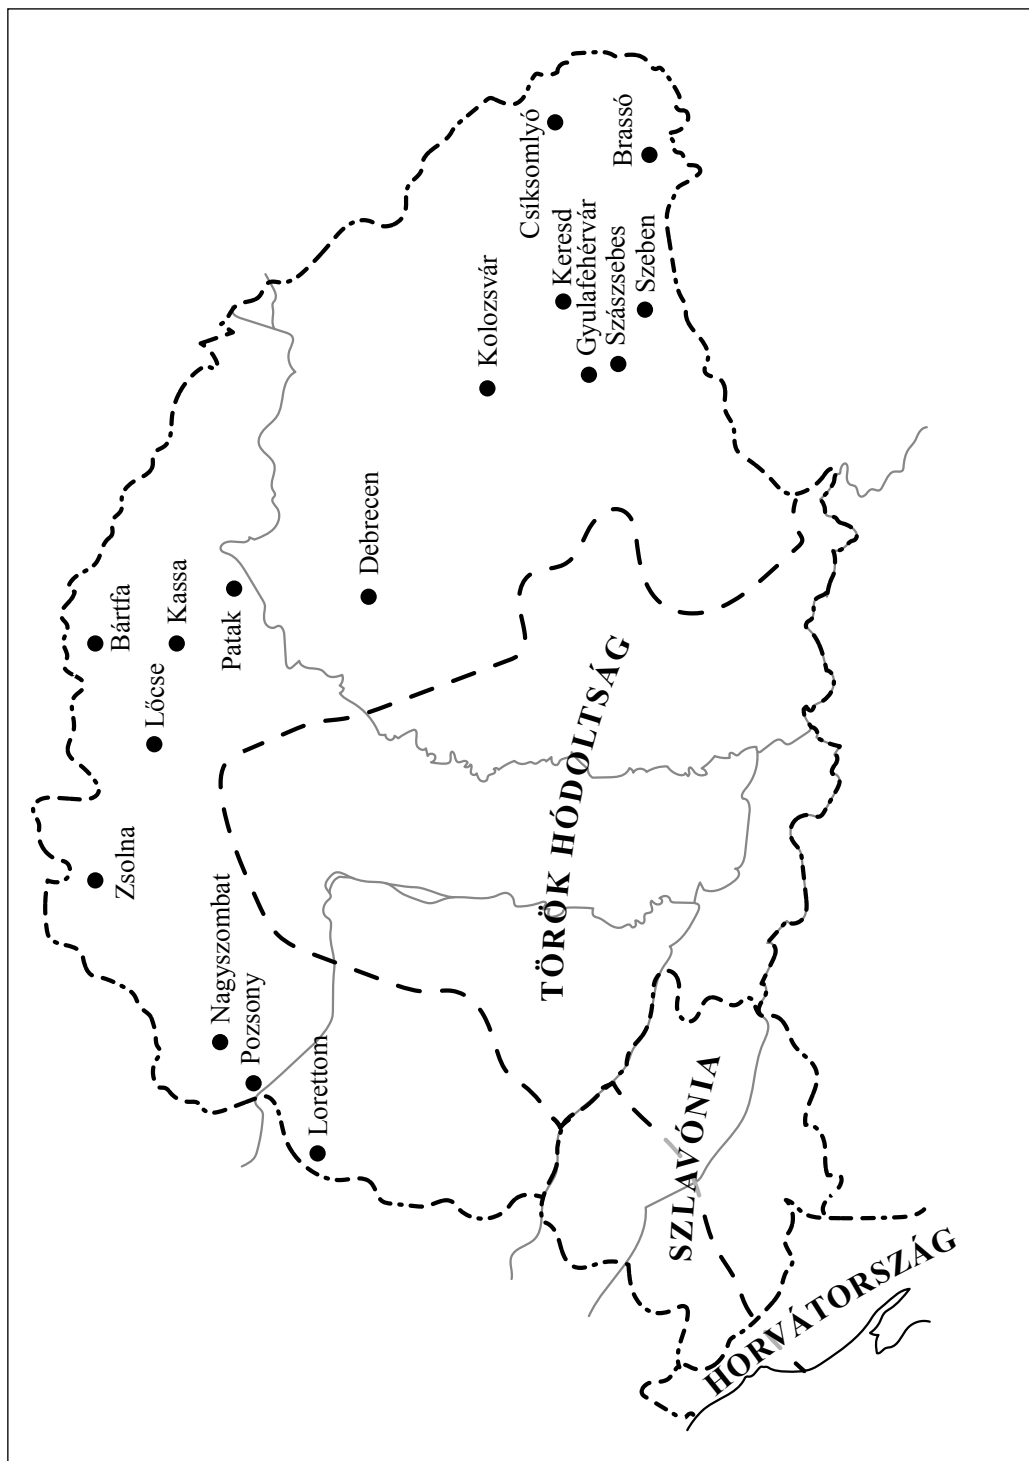 Zsolna
Bártfa
Lőcse
Kassa
Patak
Nagyszombat
Pozsony
Lorettom
Debrecen
Kolozsvár
Csíksomlyó
Keresd
Gyulafehérvár
Szászsebes
Szeben
Brassó
TÖRÖK HÓDOLTSÁG
SZLAVÓNIA
HORVÁTORSZÁG